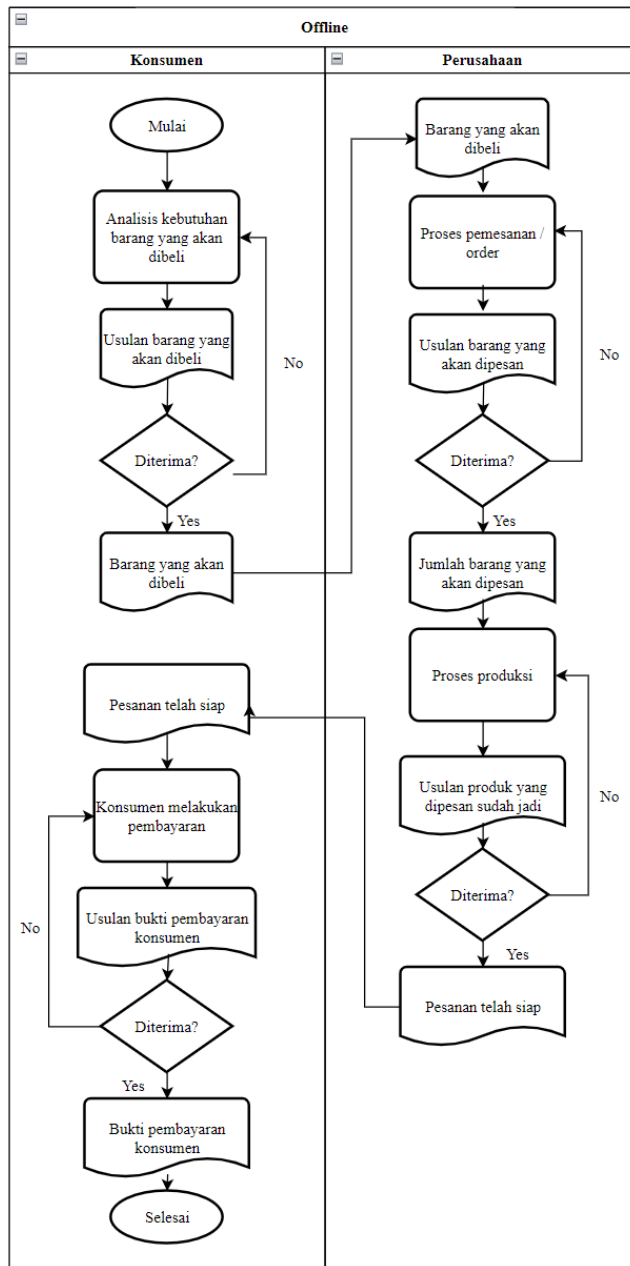 Offline
Konsumen
Perusahaan
Mulai
Analisis kebutuhan
barang yang akan
dibeli
Usulan barang yang
akan dibeli
No
Diterima?
Yes
Barang yang akan
dibeli
Barang yang akan
dibeli
Proses pemesanan /
order
Usulan barang yang
akan dipesan
No
Diterima?
Yes
Jumlah barang yang
akan dipesan
Proses produksi
Usulan produk yang
dipesan sudah jadi
No
Diterima?
Yes
Pesanan telah siap
Pesanan telah siap
Konsumen melakukan
pembayaran
Usulan bukti pembayaran
konsumen
No
Diterima?
Yes
Bukti pembayaran
konsumen
Selesai